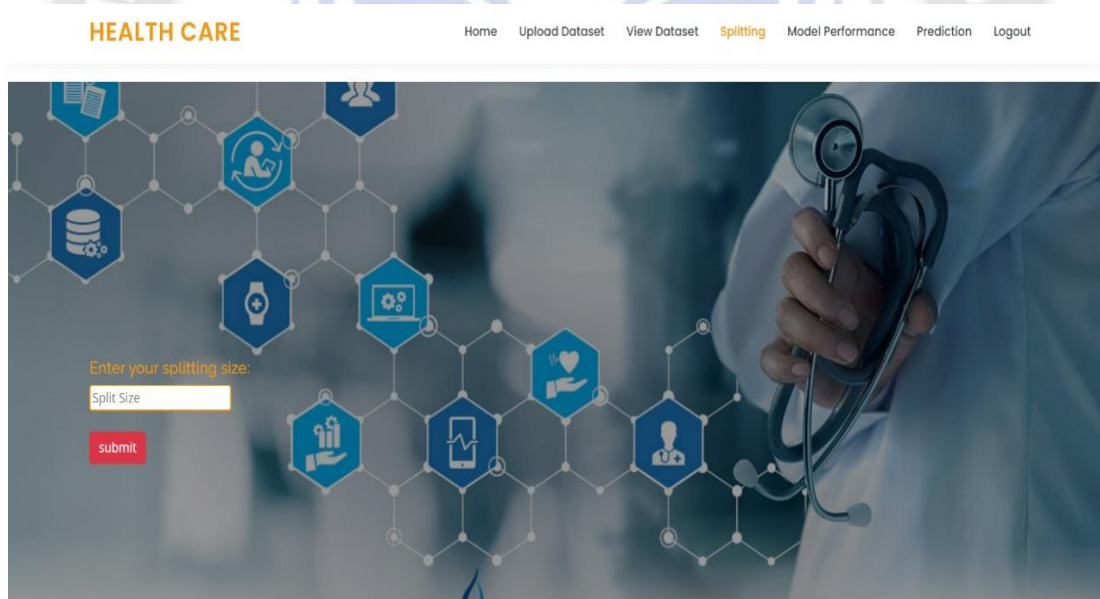 HEALTH CARE
Home Upload Dataset View Dataset Splitting Model Performance Prediction Logout
Enter your splitting size:
Split Size
submit